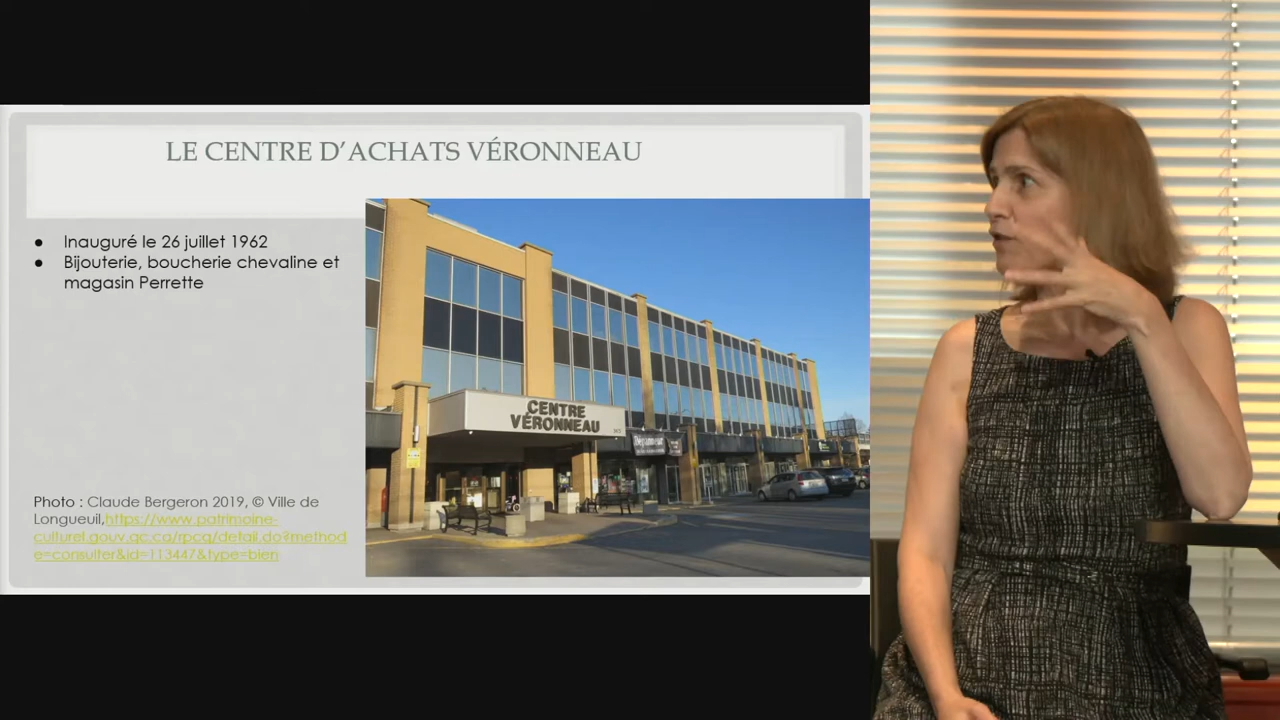 LE CENTRE D'ACHATS VÉRONNEAU
● Inauguré le 26 juillet 1962
● Bijouterie, boucherie chevaline et
magasin Perrette
Photo : Claude Bergeron 2019, © Ville de
Longueuil,https://www.patrimoine-
culturel.gouv.qc.ca/rpcq/detail.do?method
e=consulter&id=113447&type=bien
CENTRE
VÉRONNEAU
Dépanneur